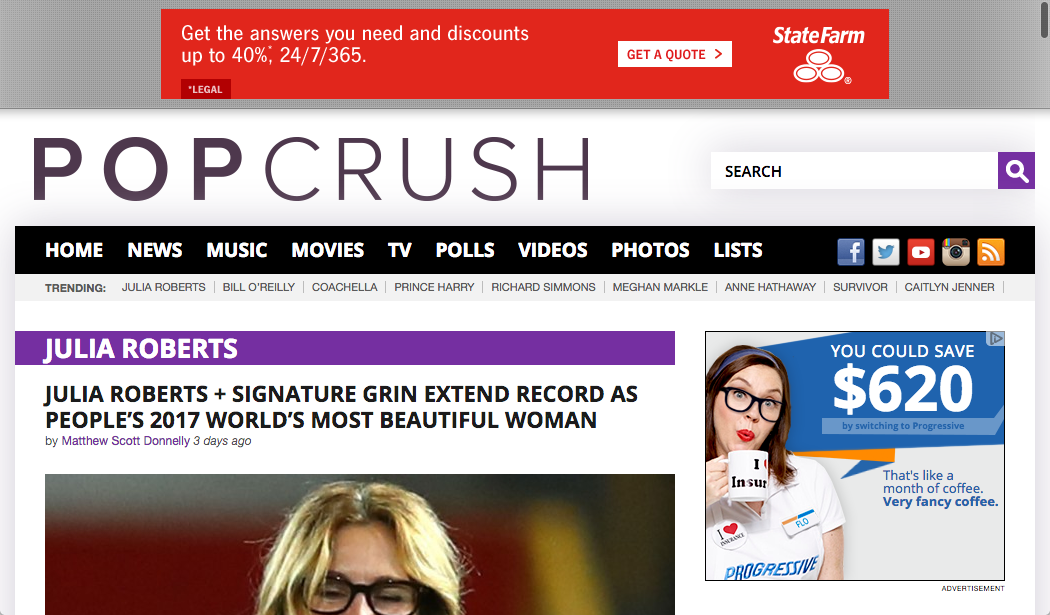 Get the answers you need and discounts
up to 40%,* 24/7/365.
*LEGAL
GET A QUOTE >
StateFarm®
POPCRUSH
SEARCH
HOME NEWS MUSIC MOVIES TV POLLS VIDEOS PHOTOS LISTS
TRENDING: JULIA ROBERTS BILL O'REILLY COACHELLA PRINCE HARRY RICHARD SIMMONS MEGHAN MARKLE ANNE HATHAWAY SURVIVOR CAITLYN JENNER
JULIA ROBERTS
JULIA ROBERTS + SIGNATURE GRIN EXTEND RECORD AS
PEOPLE'S 2017 WORLD'S MOST BEAUTIFUL WOMAN
by Matthew Scott Donnelly 3 days ago
YOU COULD SAVE
$620
by switching to Progressive
That's like a
month of coffee.
Very fancy coffee.
I
Insur
FLO
I
INSURANCE
PROGRESSIVE
ADVERTISEMENT